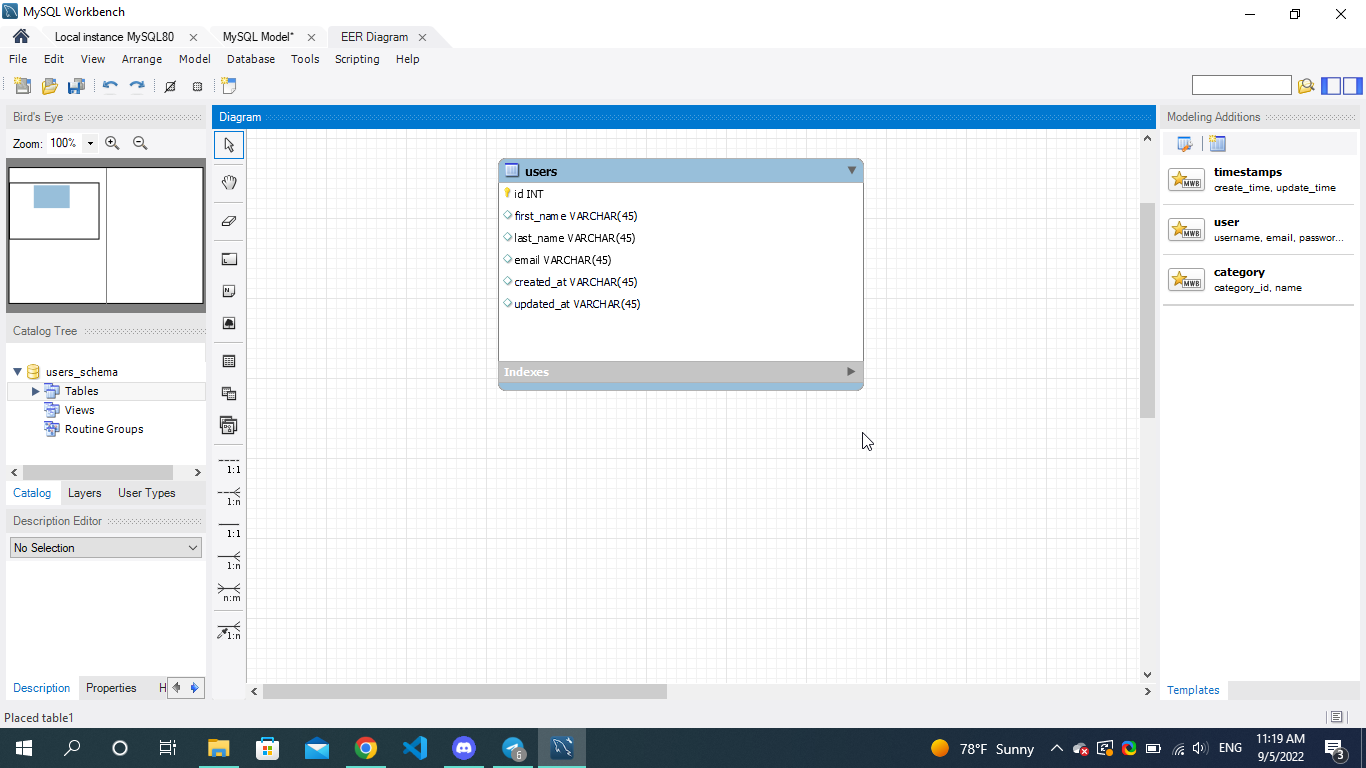 MySQL Workbench
Local instance MySQL80
MySQL Model*
EER Diagram
File Edit View Arrange Model Database Tools Scripting Help
Bird's Eye
Zoom: 100%
Catalog Tree
users_schema
Tables
Views
Routine Groups
Catalog Layers User Types
Description Editor
No Selection
Description Properties H
Diagram
1:1
1:n
1:1
1:n
n:m
1:n
users
id INT
first_name VARCHAR(45)
last_name VARCHAR(45)
email VARCHAR(45)
created_at VARCHAR(45)
updated_at VARCHAR(45)
Indexes
Modeling Additions
MWB
timestamps
create_time, update_time
MWB
user
username, email, passwor...
MWB
category
category_id, name
Templates
Placed table1
6
78°F Sunny
ENG
11:19 AM
9/5/2022
3